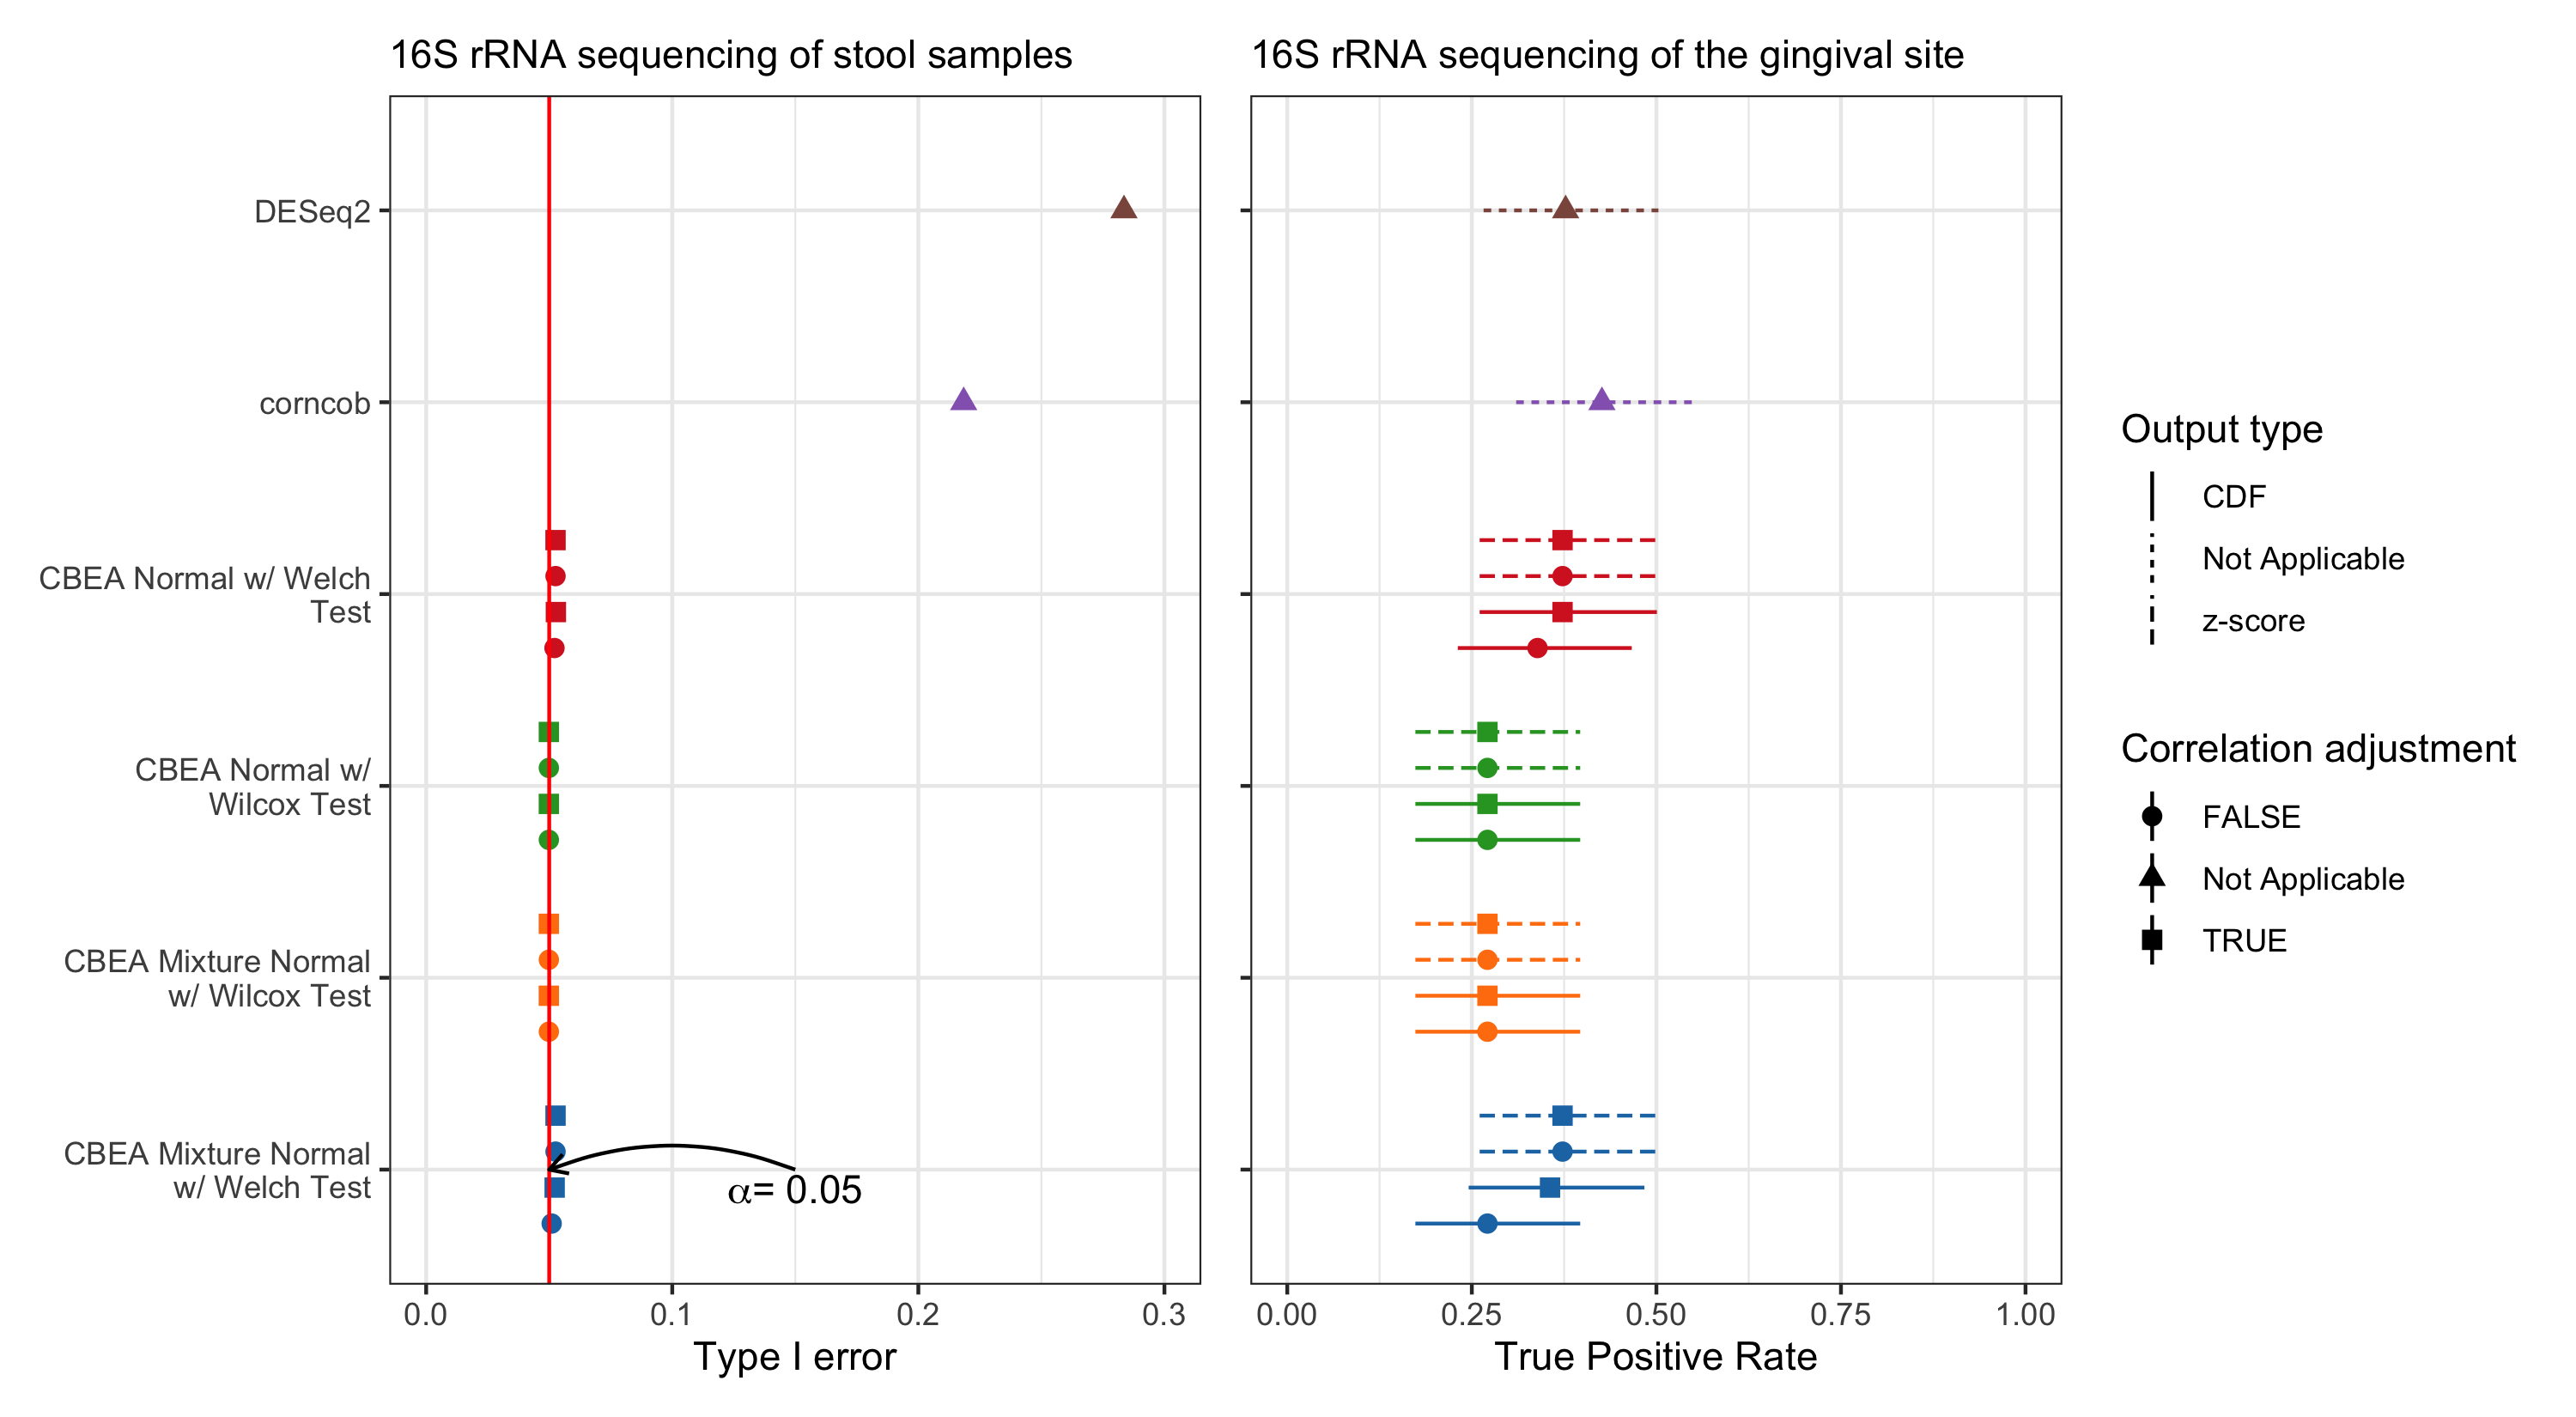 16S rRNA sequencing of stool samples
16S rRNA sequencing of the gingival site
DESeq2
corncob
CBEA Normal w/ Welch
Test
CBEA Normal w/
Wilcox Test
CBEA Mixture Normal
w/ Wilcox Test
CBEA Mixture Normal
w/ Welch Test
α= 0.05
0.0 0.1 0.2 0.3
Type I error
0.00 0.25 0.50 0.75 1.00
True Positive Rate
Output type
CDF
Not Applicable
z-score
Correlation adjustment
FALSE
Not Applicable
TRUE